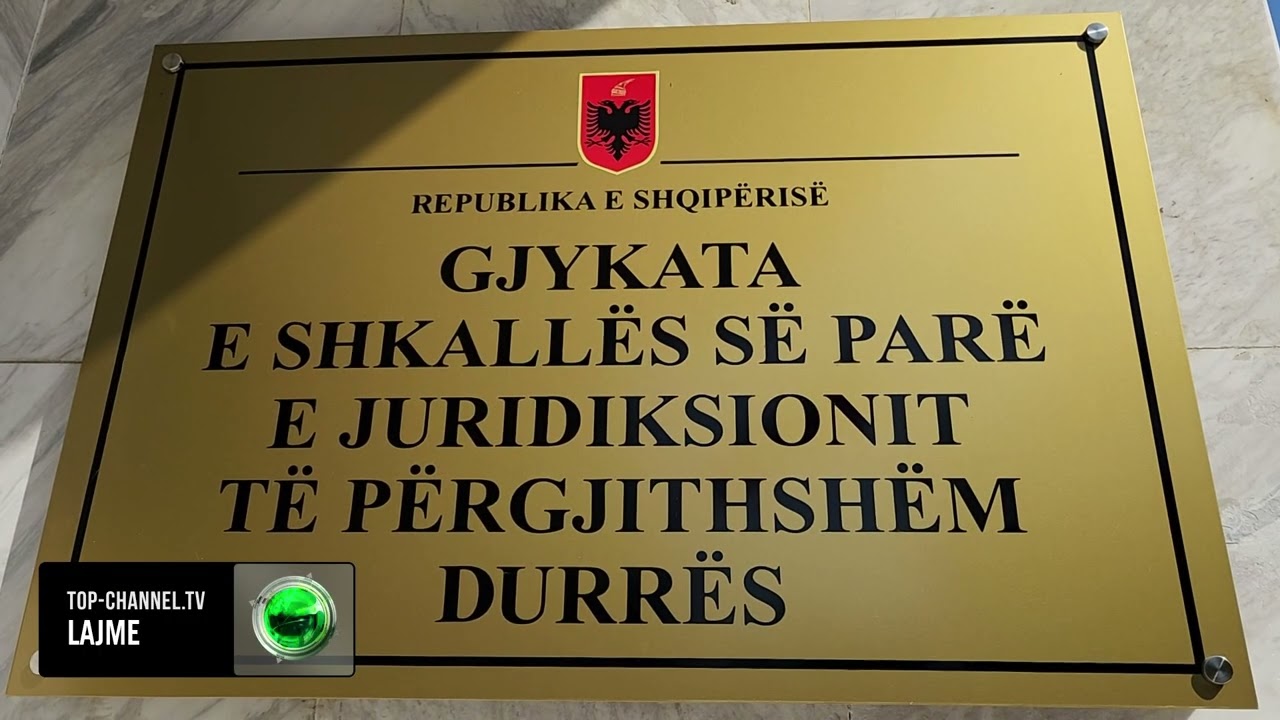 REPUBLIKA E SHQIPËRISË
GJYKATA
E SHKALLËS SË PARË
E JURIDIKSIONIT
TË PËRGJITHSHËM
DURRËS
TOP-CHANNEL.TV
LAJME